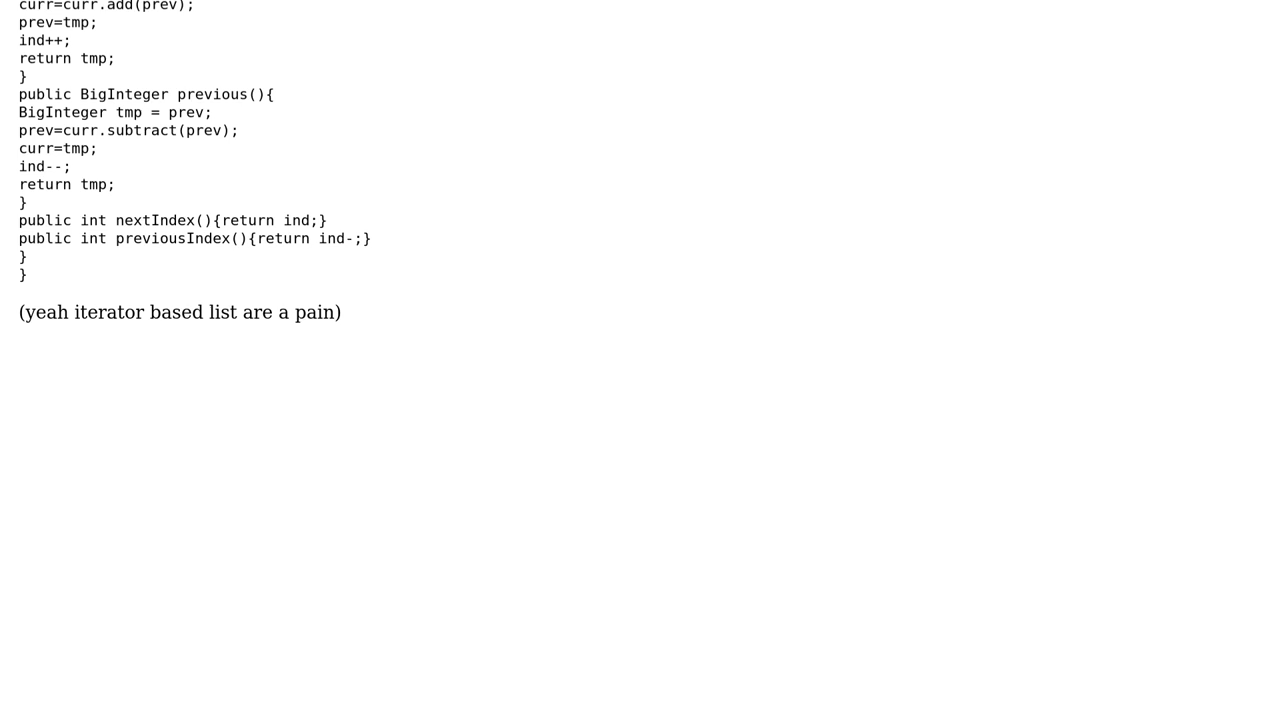 curr=curr.add(prev);
prev=tmp;
ind++;
return tmp;
}
public BigInteger previous(){
BigInteger tmp = prev;
prev=curr.subtract(prev);
curr=tmp;
ind--;
return tmp;
}
public int nextIndex(){return ind;}
public int previousIndex(){return ind-;}
}
}
(yeah iterator based list are a pain)